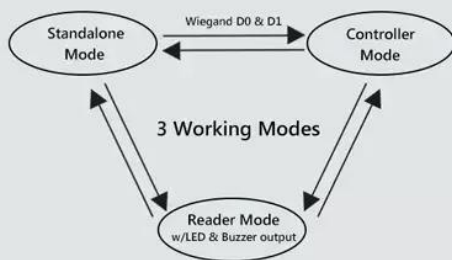 Standalone
Mode
Wiegand D0 & D1
Controller
Mode
3 Working Modes
Reader Mode
w/LED & Buzzer output